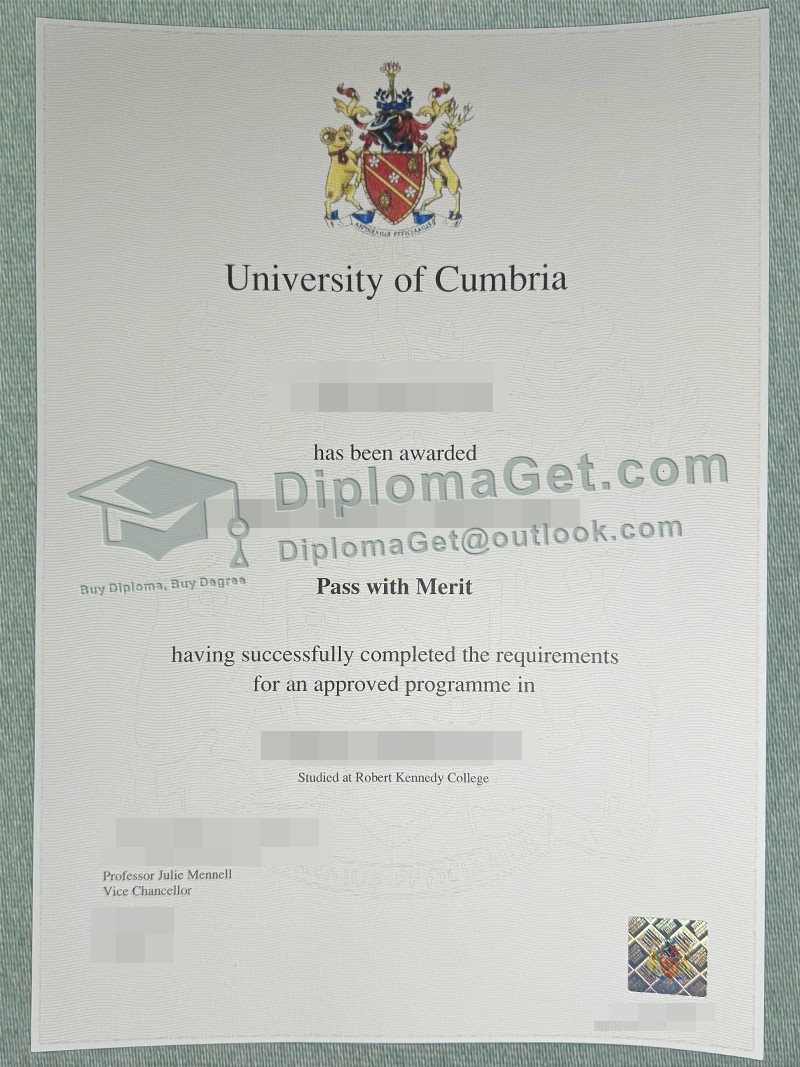 University of Cumbria
has been awarded
DiplomaGet.com
DiplomaGet@outlook.com
Buy Diploma, Buy Degree
Pass with Merit
having successfully completed the requirements
for an approved programme in
Studied at Robert Kennedy College
Professor Julie Mennell
Vice Chancellor